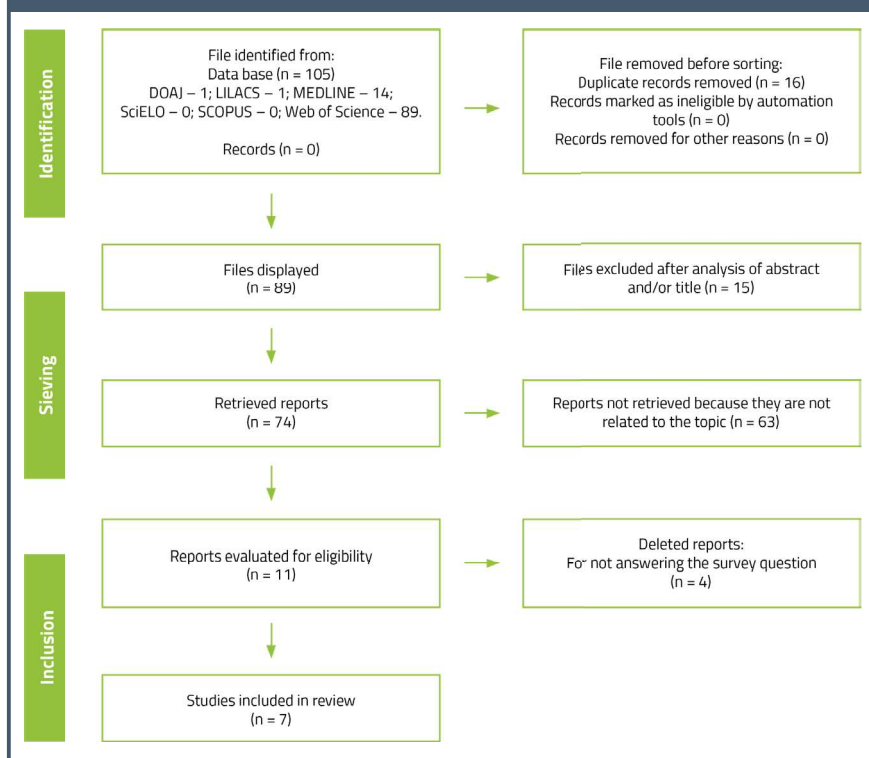 Identification
File identified from:
Data base (n = 105)
DOAJ – 1; LILACS – 1; MEDLINE – 14;
SciELO – 0; SCOPUS – 0; Web of Science – 89.
Records (n = 0)
File removed before sorting:
Duplicate records removed (n = 16)
Records marked as ineligible by automation
tools (n = 0)
Records removed for other reasons (n = 0)
Sieving
Files displayed
(n = 89)
Files excluded after analysis of abstract
and/or title (n = 15)
Retrieved reports
(n = 74)
Reports not retrieved because they are not
related to the topic (n = 63)
Inclusion
Reports evaluated for eligibility
(n = 11)
Deleted reports:
For not answering the survey question
(n = 4)
Studies included in review
(n = 7)